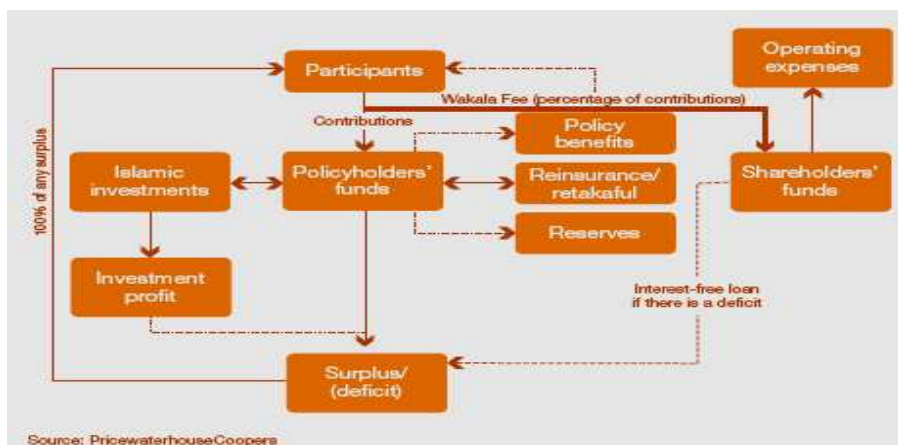 Operating
expenses
Participants
Wakala Fee (percentage of contributions)
Contributions
Policy
benefits
Islamic
investments
Policyholders'
funds
Reinsurance/
retakaful
Shareholders'
funds
100% of any surplus
Reserves
Investment
profit
Interest-free loan
if there is a deficit
Surplus/
(deficit)
Source: PricewaterhouseCoopers